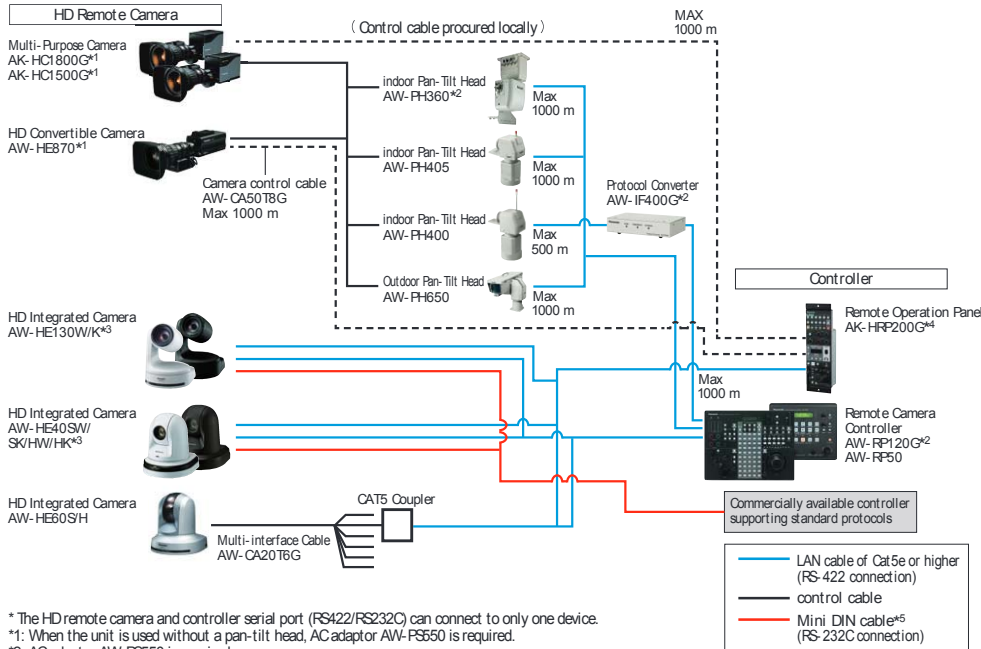 HD Remote Camera
( Control cable procured locally )
MAX
1000 m
Multi-Purpose Camera
AK-HC1800G*1
AK-HC1500G*1
indoor Pan-Tilt Head
AW-PH360*2
Max
1000 m
HD Convertible Camera
AW-HE870*1
indoor Pan-Tilt Head
AW-PH405
Max
1000 m
Camera control cable
AW-CA50T8G
Max 1000 m
Protocol Converter
AW-IF400G*2
indoor Pan-Tilt Head
AW-PH400
Max
500 m
Outdoor Pan-Tilt Head
AW-PH650
Max
1000 m
Controller
HD Integrated Camera
AW-HE130W/K*3
Remote Operation Panel
AK-HRP200G*4
Max
1000 m
HD Integrated Camera
AW-HE40SW/
SK/HW/HK*3
Remote Camera
Controller
AW-RP120G*2
AW-RP50
HD Integrated Camera
AW-HE60S/H
CAT5 Coupler
Multi-interface Cable
AW-CA20T6G
Commercially available controller
supporting standard protocols
LAN cable of Cat5e or higher
(RS-422 connection)
control cable
Mini DIN cable*5
(RS-232C connection)
* The HD remote camera and controller serial port (RS422/RS232C) can connect to only one device.
*1: When the unit is used without a pan-tilt head, AC adaptor AW-PS550 is required.